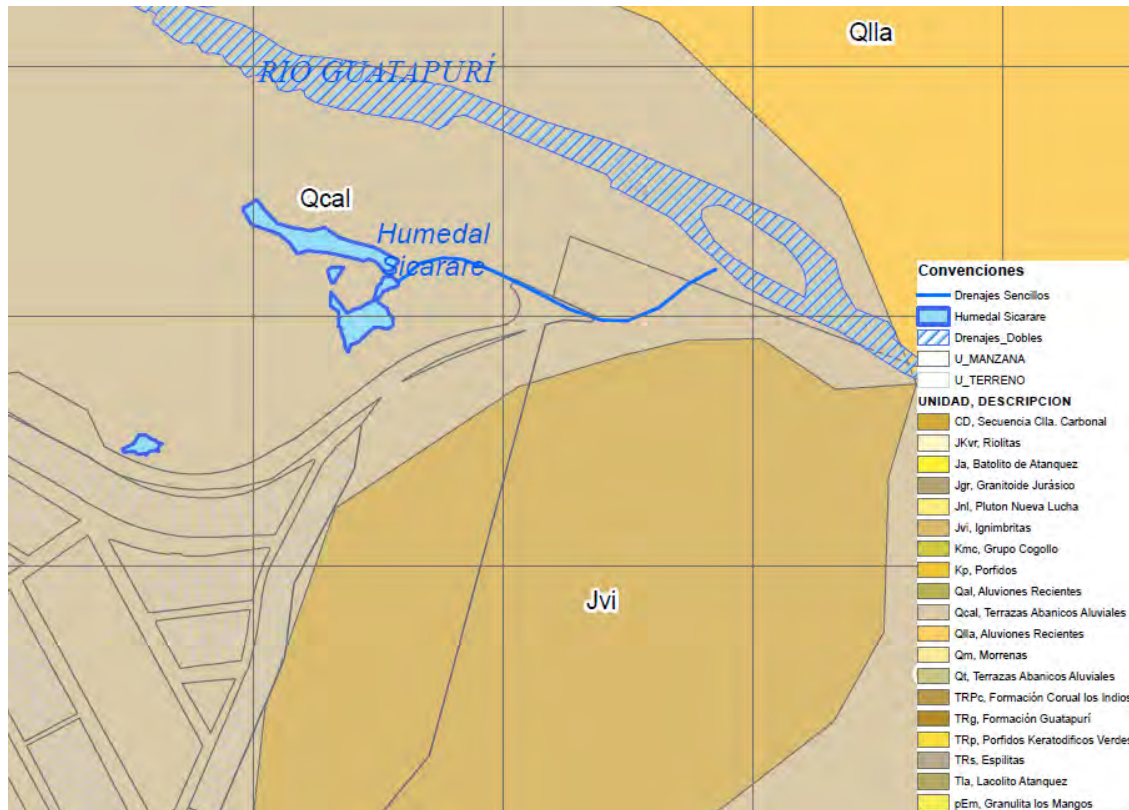 Qlla
RIO GUATAPURÍ
Qcal
Humedal
Sicarare
Jvi
Convenciones
Drenajes Sencillos
Humedal Sicarare
Drenajes_Dobles
U_MANZANA
U_TERRENO
UNIDAD, DESCRIPCION
CD, Secuencia Clla. Carbonal
JKvr, Riolitas
Ja, Batolito de Atanquez
Jgr, Granitoide Jurásico
Jnl, Pluton Nueva Lucha
Jvi, Ignimbritas
Kmc, Grupo Cogollo
Kp, Porfidos
Qal, Aluviones Recientes
Qcal, Terrazas Abanicos Aluviales
Qlla, Aluviones Recientes
Qm, Morrenas
Qt, Terrazas Abanicos Aluviales
TRPc, Formación Corual los Indios
TRg, Formación Guatapurí
TRp, Porfidos Keratodificos Verdes
TRs, Espilitas
Tla, Lacolito Atanquez
pEm, Granulita los Mangos